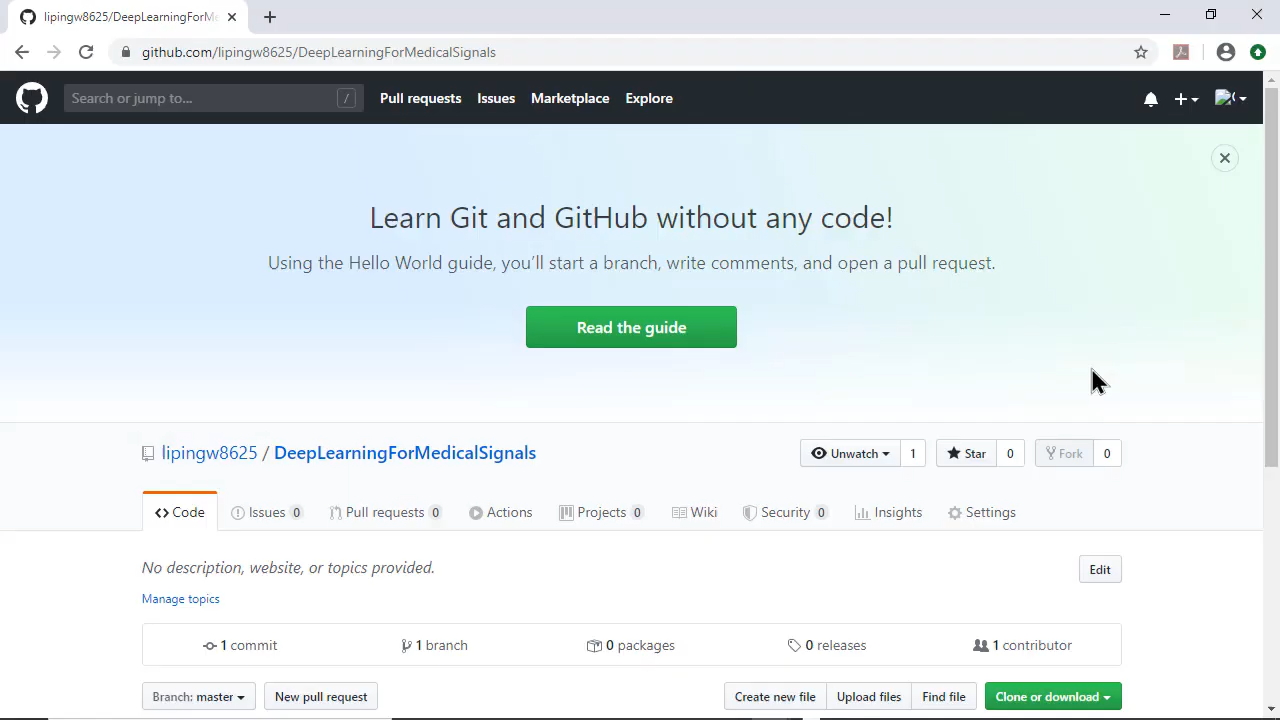 lipingw8625/DeepLearningForMe
github.com/lipingw8625/DeepLearningForMedicalSignals
Search or jump to... / Pull requests Issues Marketplace Explore
Learn Git and GitHub without any code!
Using the Hello World guide, you’ll start a branch, write comments, and open a pull request.
Read the guide
lipingw8625 / DeepLearningForMedicalSignals Unwatch 1 Star 0 Fork 0
Code Issues 0 Pull requests 0 Actions Projects 0 Wiki Security 0 Insights Settings
No description, website, or topics provided. Edit
Manage topics
1 commit 1 branch 0 packages 0 releases 1 contributor
Branch: master New pull request Create new file Upload files Find file Clone or download